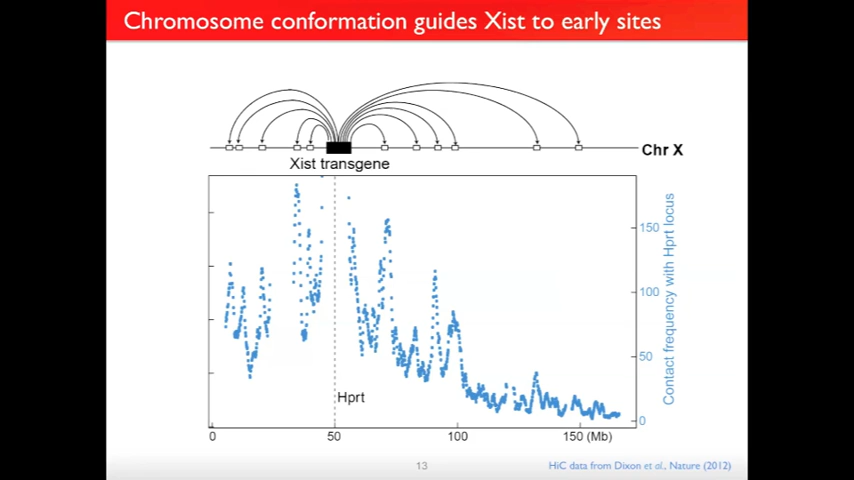 Chromosome conformation guides Xist to early sites
Chr X
Xist transgene
150
100
50
0
Contact frequency with Hprt locus
Hprt
0 50 100 150 (Mb)
13
HiC data from Dixon et al., Nature (2012)